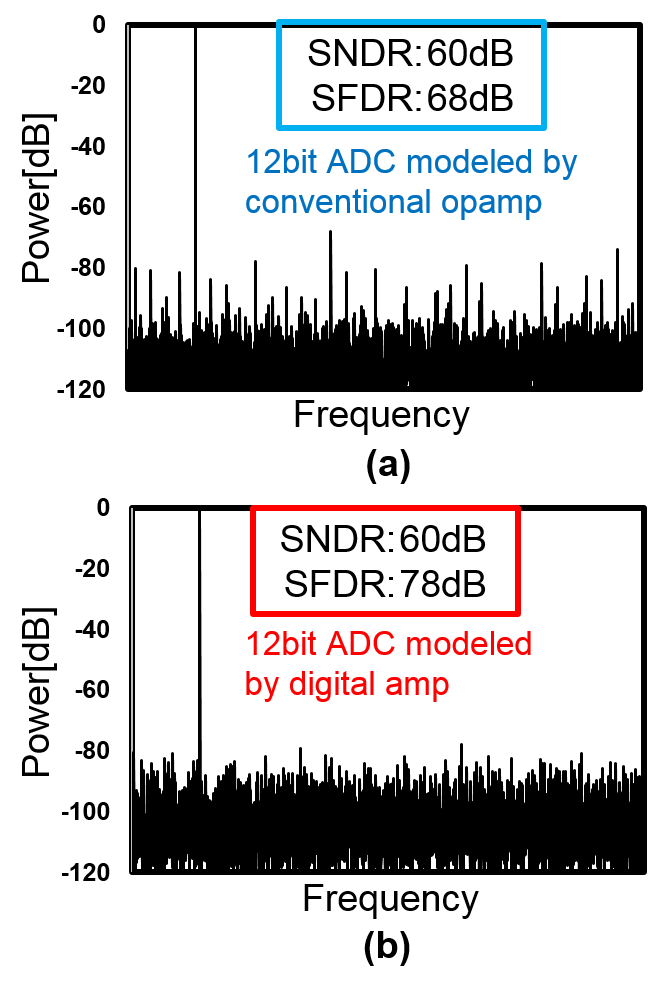 0
-20
-40
-60
-80
-100
-120
Power[dB]
SNDR:60dB
SFDR:68dB
12bit ADC modeled by
conventional opamp
Frequency
(a)
0
-20
-40
-60
-80
-100
-120
Power[dB]
SNDR:60dB
SFDR:78dB
12bit ADC modeled
by digital amp
Frequency
(b)